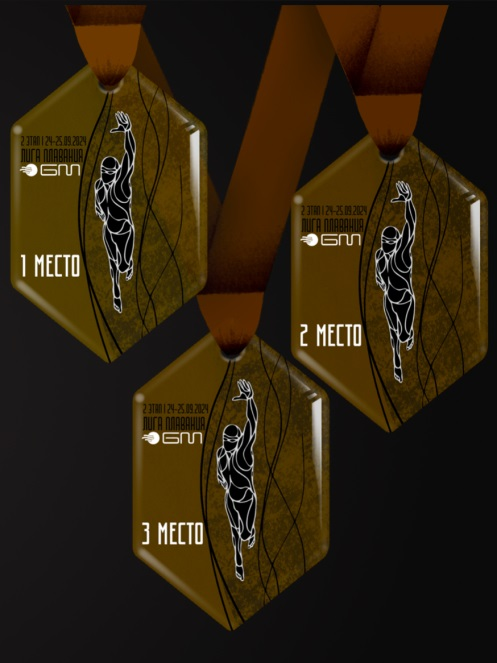 2 ЭТАП | 24-25.09.2024
ЛИГА ПЛАВАНИЯ
GM
1 МЕСТО
2 ЭТАП | 24-25.09.2024
ЛИГА ПЛАВАНИЯ
GM
2 МЕСТО
2 ЭТАП | 24-25.09.2024
ЛИГА ПЛАВАНИЯ
GM
3 МЕСТО